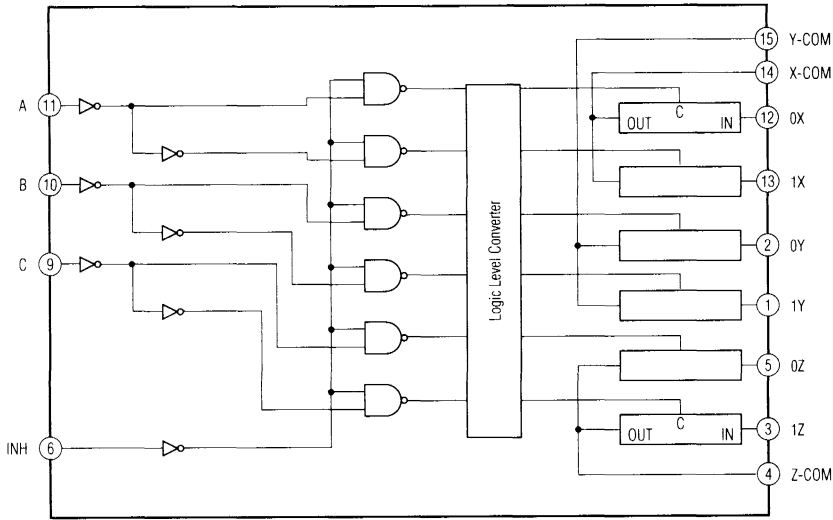 15 Y-COM
14 X-COM
A 11
C
OUT IN
12 0X
B 10
13 1X
2 0Y
C 9
Logic Level Converter
1 1Y
5 0Z
C
OUT IN
3 1Z
INH 6
4 Z-COM